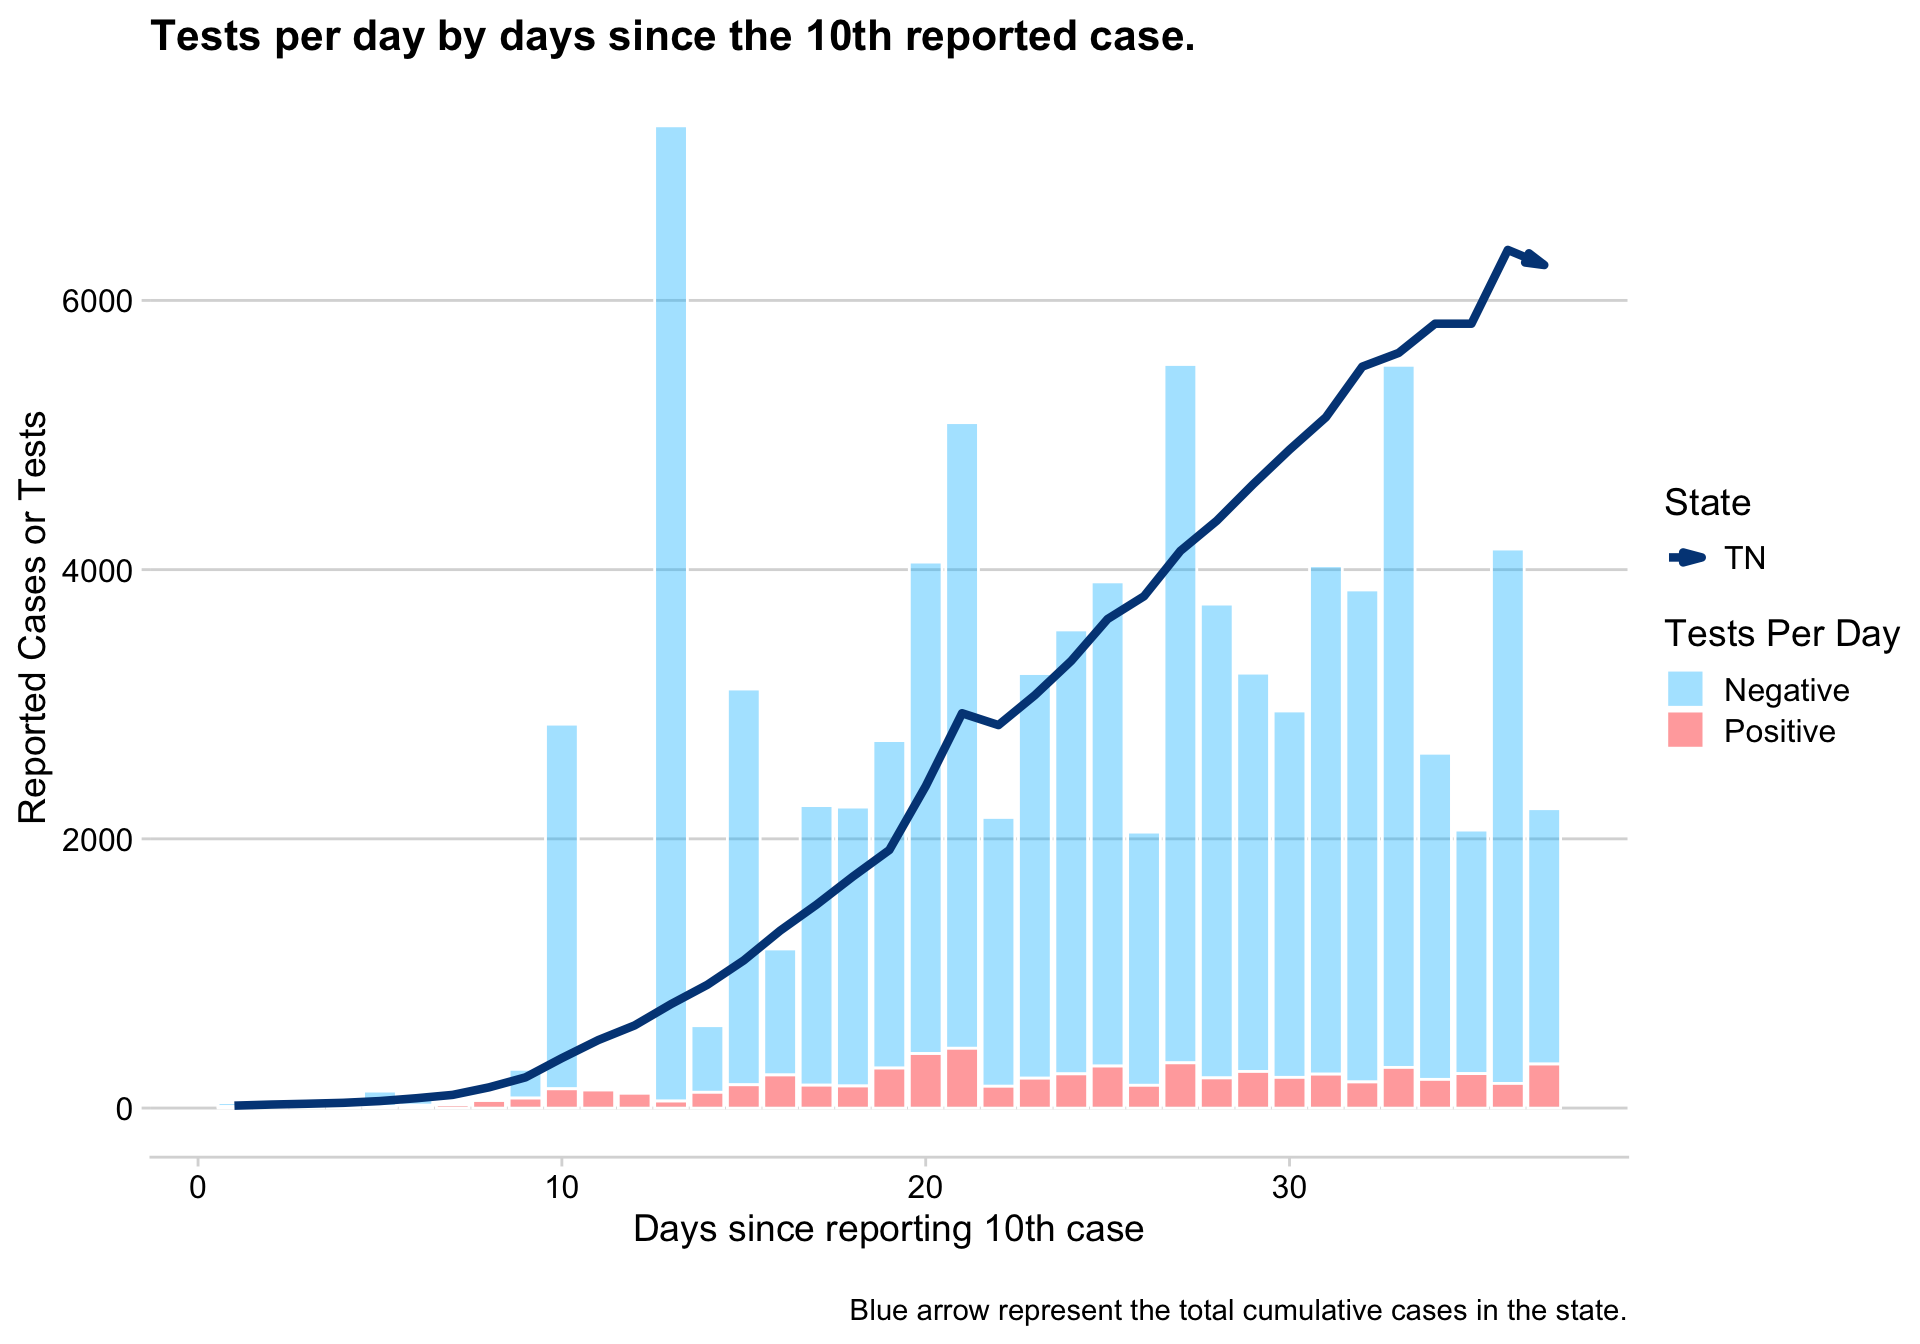 Tests per day by days since the 10th reported case.
Reported Cases or Tests
6000
4000
2000
0
0
10
20
30
Days since reporting 10th case
State
TN
Tests Per Day
Negative
Positive
Blue arrow represent the total cumulative cases in the state.